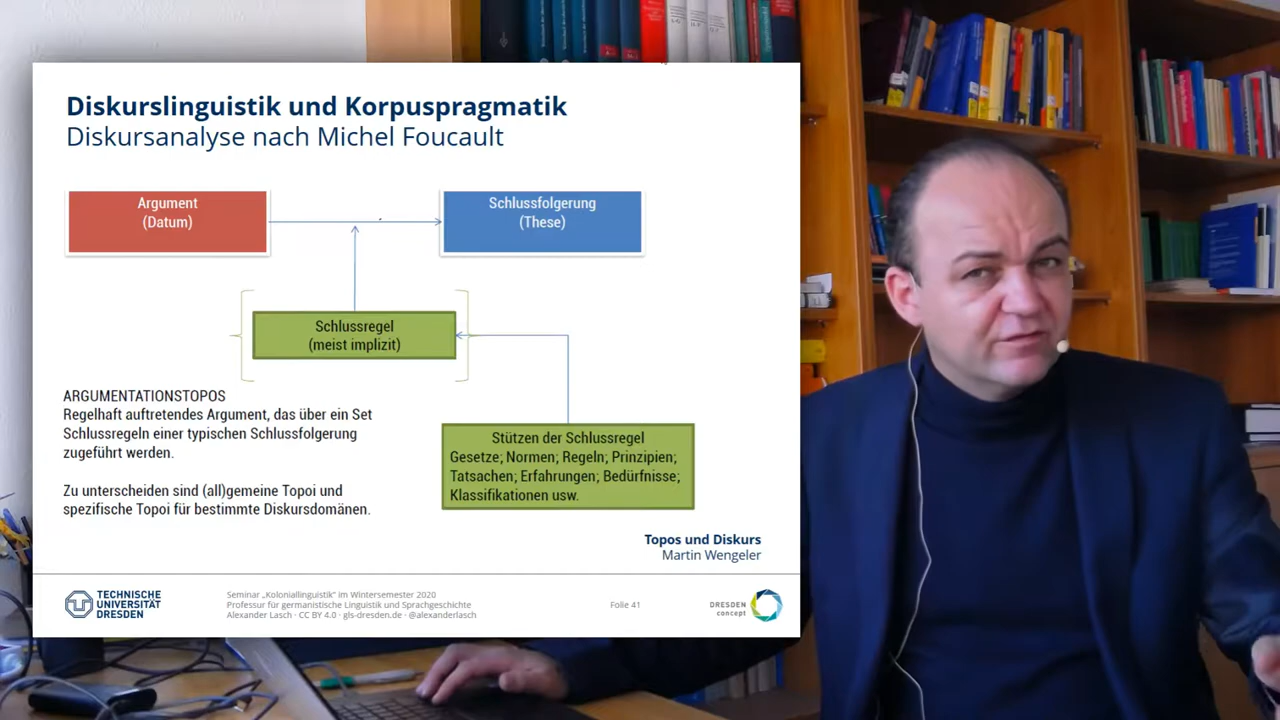 Diskurslinguistik und Korpuspragmatik
Diskursanalyse nach Michel Foucault
Argument
(Datum)
Schlussfolgerung
(These)
Schlussregel
(meist implizit)
ARGUMENTATIONSTOPOS
Regelhaft auftretendes Argument, das über ein Set
Schlussregeln einer typischen Schlussfolgerung
zugeführt werden.
Zu unterscheiden sind (all)gemeine Topoi und
spezifische Topoi für bestimmte Diskursdomänen.
Stützen der Schlussregel
Gesetze; Normen; Regeln; Prinzipien;
Tatsachen; Erfahrungen; Bedürfnisse;
Klassifikationen usw.
Topos und Diskurs
Martin Wengeler
TECHNISCHE
UNIVERSITÄT
DRESDEN
Seminar „Koloniallinguistik" im Wintersemester 2020
Professur für germanistische Linguistik und Sprachgeschichte
Alexander Lasch · CC BY 4.0 · gls-dresden.de · @alexanderlasch
Folie 41
DRESDEN
concept